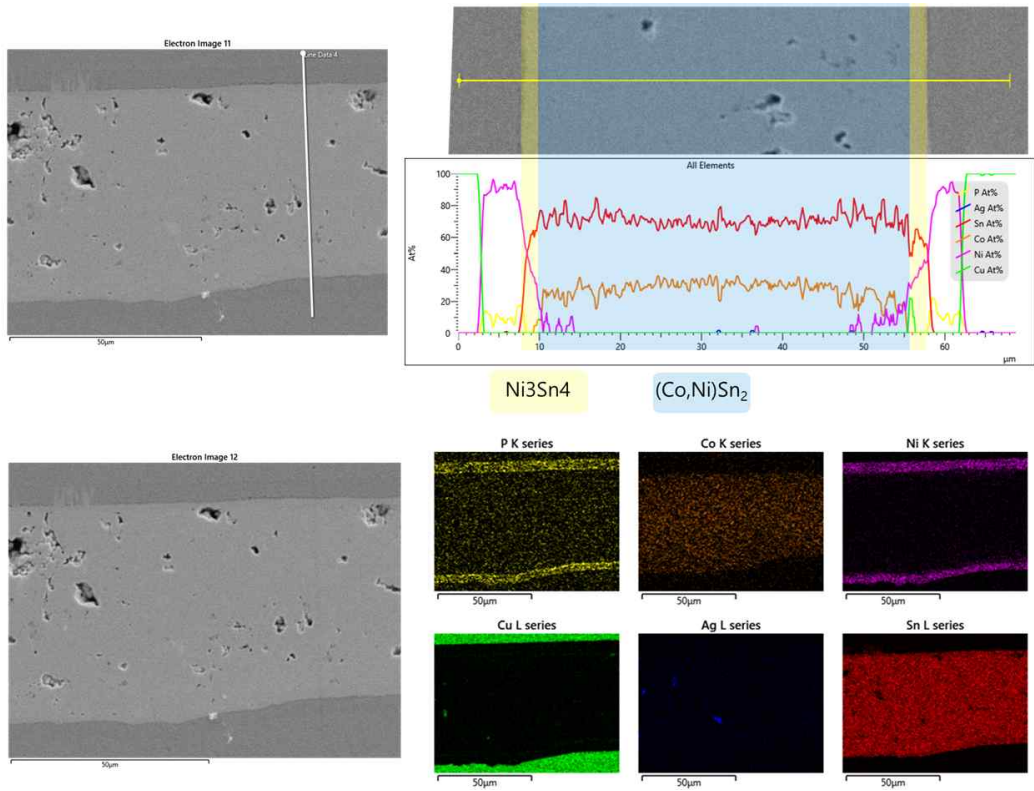 Electron Image 11
Line Data 4
50µm
All Elements
At%
100
80
60
40
20
0
P At%
Ag At%
Sn At%
Co At%
Ni At%
Cu At%
0 10 20 30 40 50 60
µm
Ni3Sn4
(Co,Ni)Sn₂
Electron Image 12
50µm
P K series
Co K series
Ni K series
50µm
50µm
50µm
Cu L series
Ag L series
Sn L series
50µm
50µm
50µm